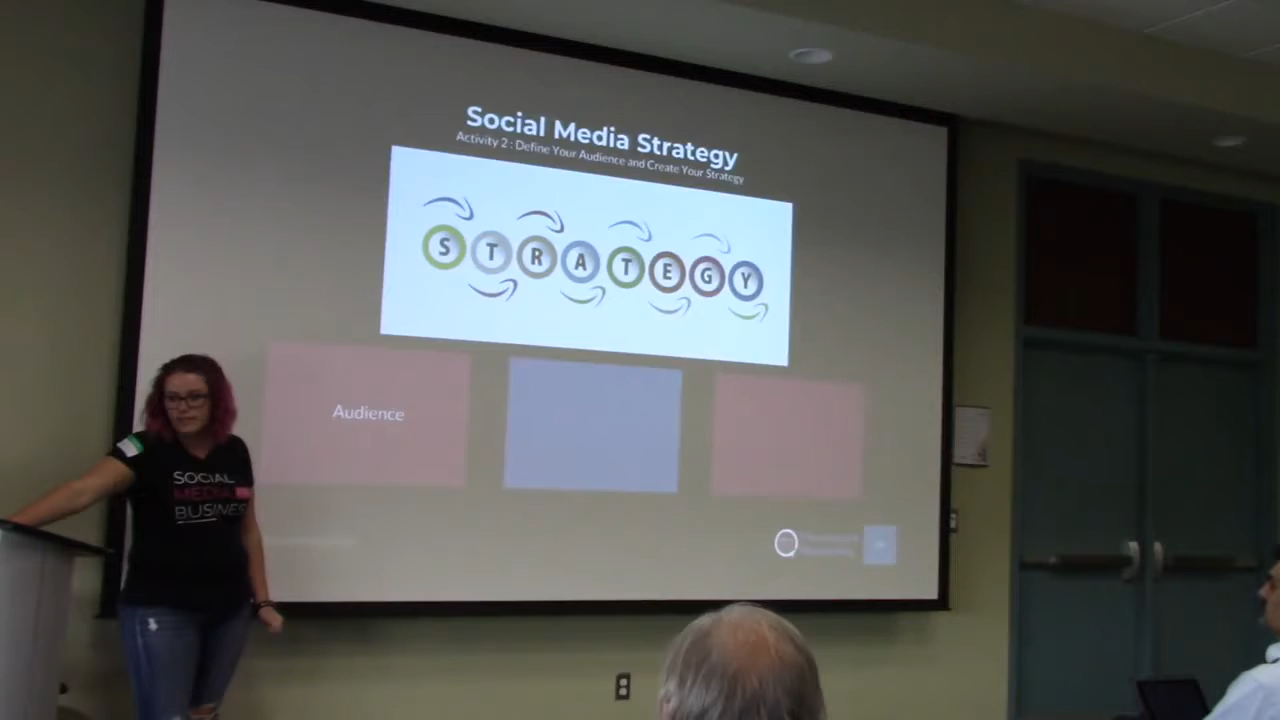 Social Media Strategy
Activity 2 : Define Your Audience and Create Your Strategy
STRATEGY
Audience
SOCIAL
MEDIA
BUSINES